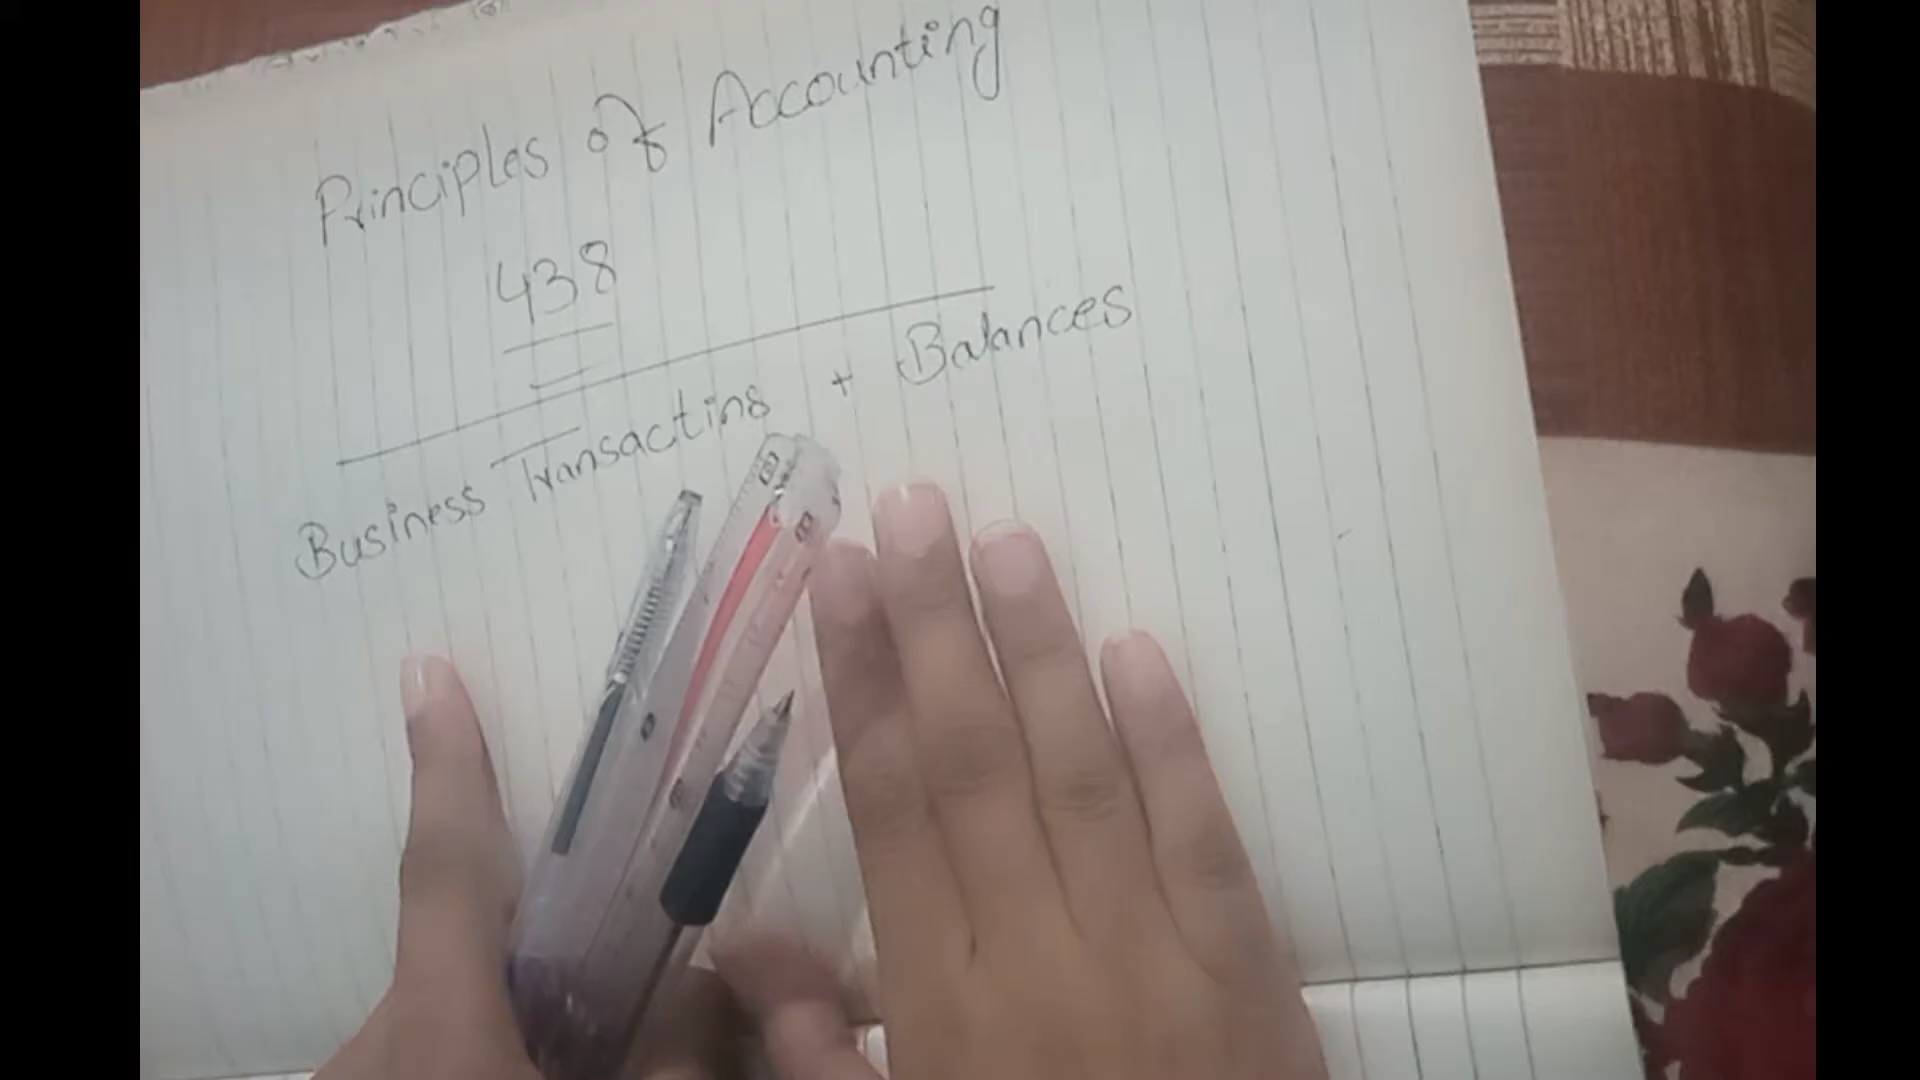 Principles of Accounting
438
Business Transactins + Balances